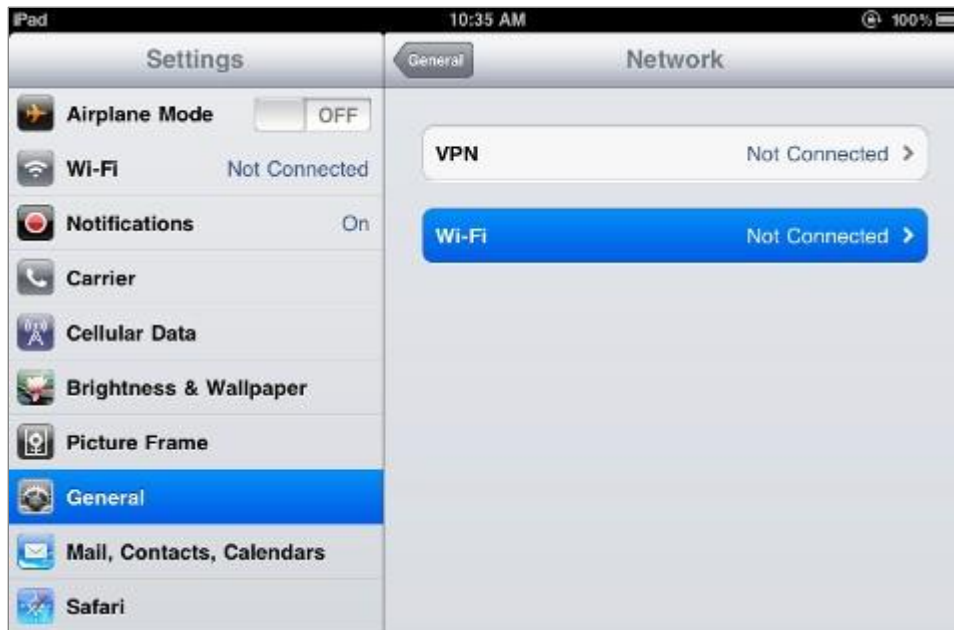 iPad 10:35 AM 100%
Settings
Airplane Mode OFF
Wi-Fi Not Connected
Notifications On
Carrier
Cellular Data
Brightness & Wallpaper
Picture Frame
General
Mail, Contacts, Calendars
Safari
General Network
VPN Not Connected
Wi-Fi Not Connected